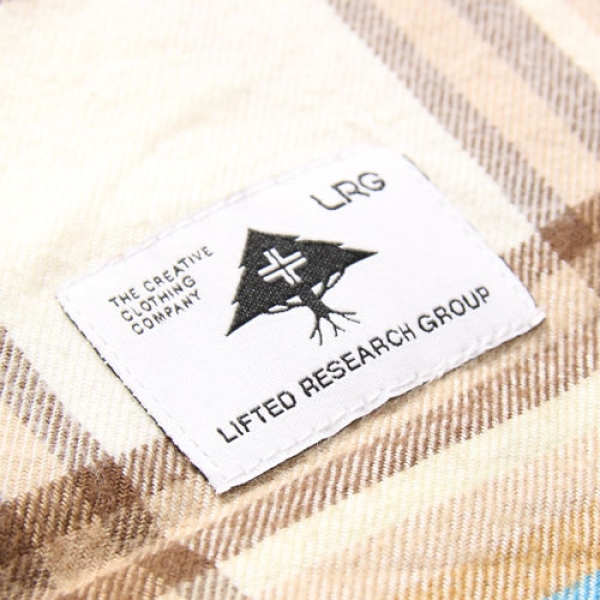 LRG
THE CREATIVE
CLOTHING
COMPANY
LIFTED RESEARCH GROUP